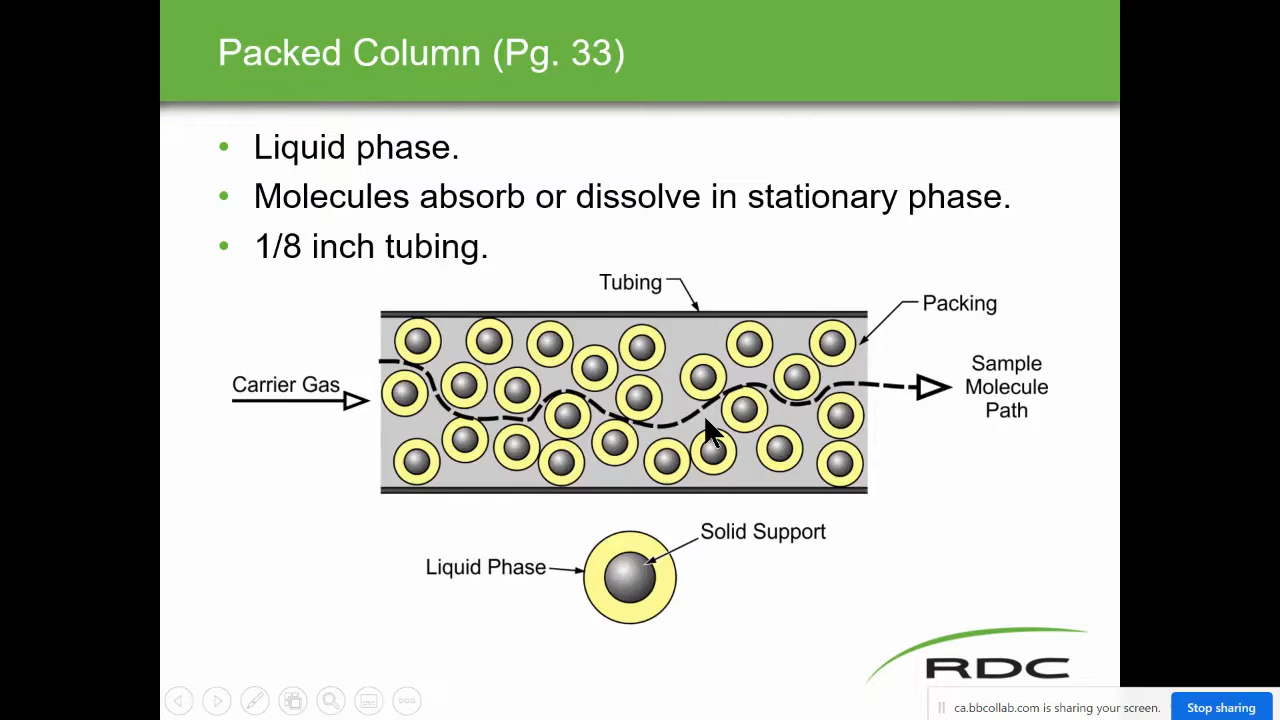 Packed Column (Pg. 33)
• Liquid phase.
• Molecules absorb or dissolve in stationary phase.
• 1/8 inch tubing.
Tubing
Packing
Carrier Gas
Sample
Molecule
Path
Solid Support
Liquid Phase
RDC
ca.bbcollab.com is sharing your screen.
Stop sharing